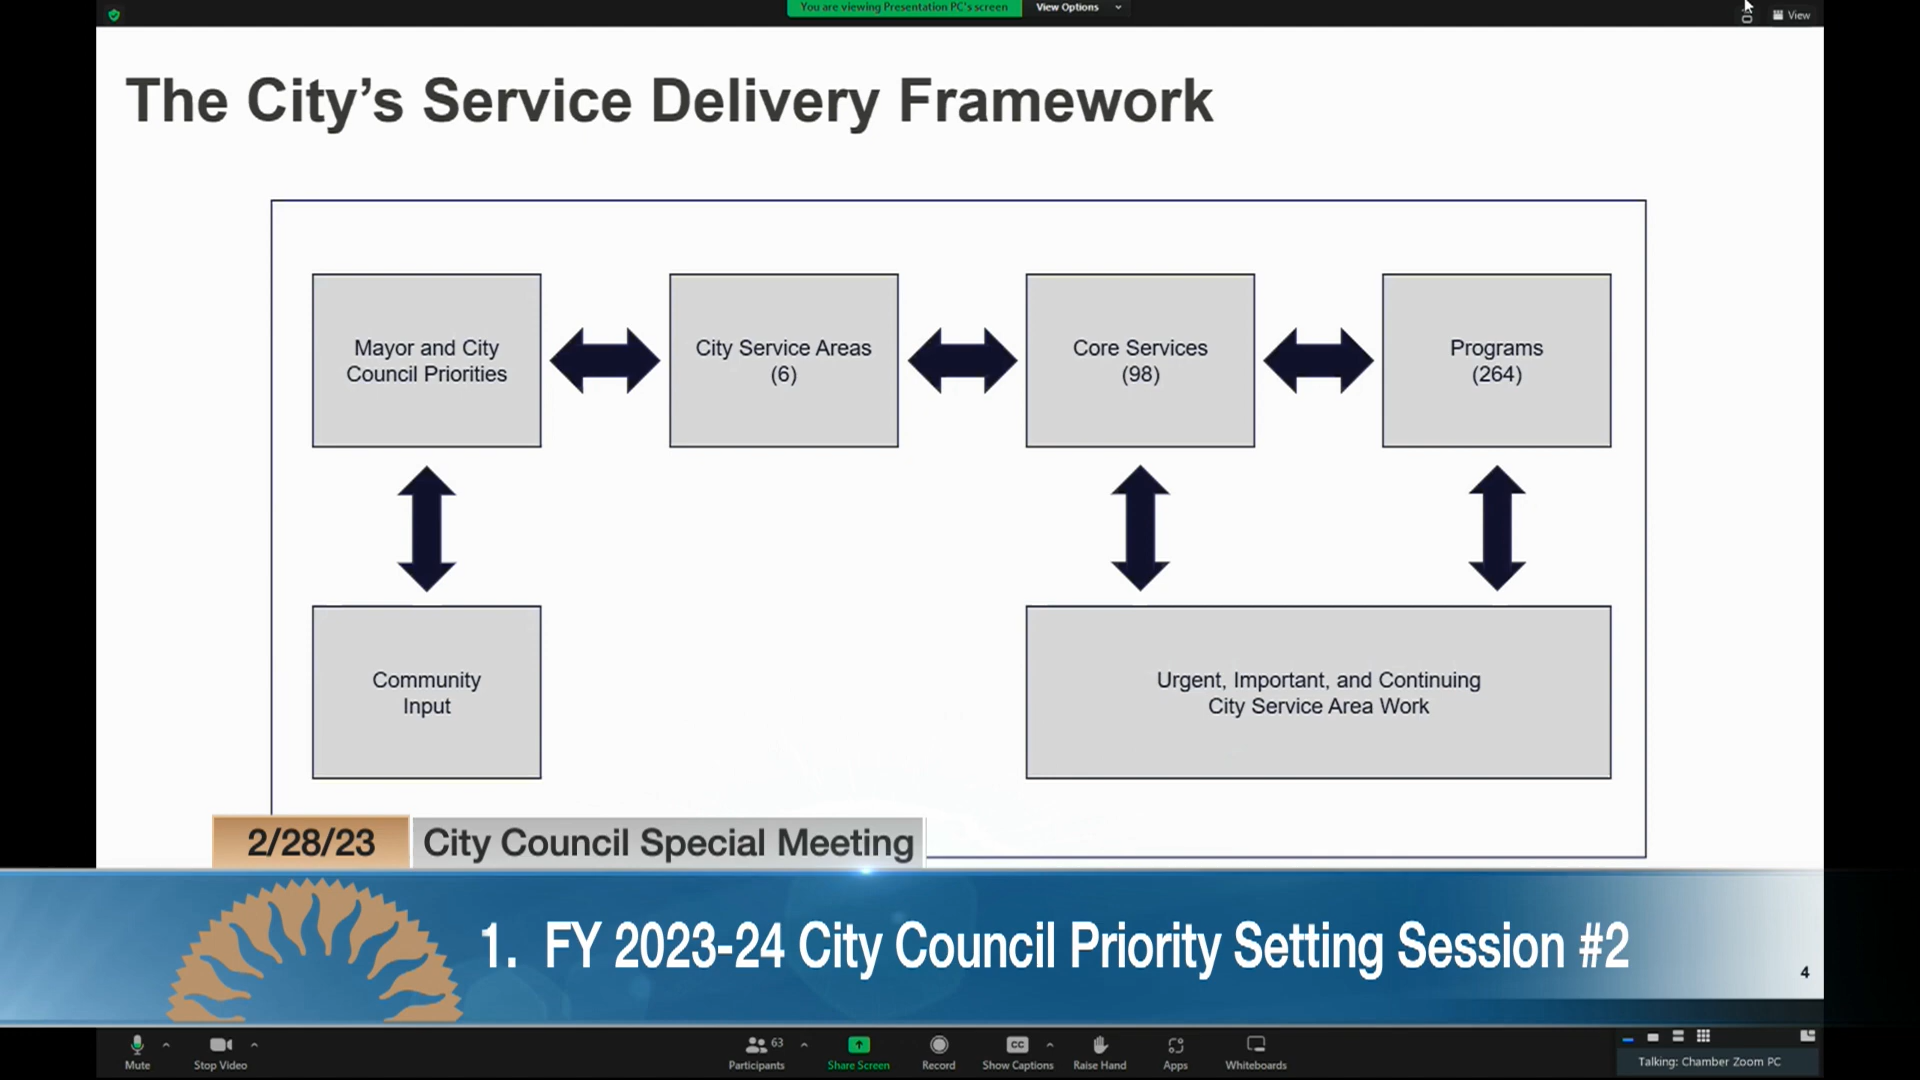 You are viewing Presentation PC's screen
View Options
View
The City's Service Delivery Framework
Mayor and City
Council Priorities
City Service Areas
(6)
Core Services
(98)
Programs
(264)
Community
Input
Urgent, Important, and Continuing
City Service Area Work
2/28/23
City Council Special Meeting
1. FY 2023-24 City Council Priority Setting Session #2
4
Mute
Stop Video
63
Participants
Share Screen
Record
CC
Show Captions
Raise Hand
Apps
Whiteboards
Talking: Chamber Zoom PC